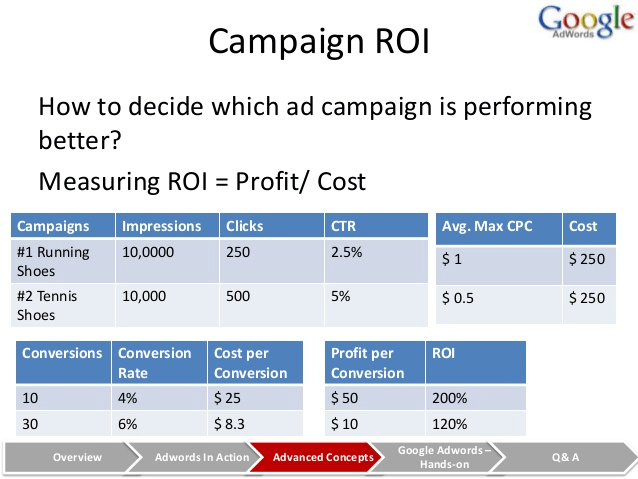 Google
AdWords
Campaign ROI
How to decide which ad campaign is performing
better?
Measuring ROI = Profit/ Cost
Campaigns Impressions Clicks CTR
#1 Running
Shoes 10,0000 250 2.5%
#2 Tennis
Shoes 10,000 500 5%
Avg. Max CPC Cost
$ 1 $ 250
$ 0.5 $ 250
Conversions Conversion
Rate Cost per
Conversion
10 4% $ 25
30 6% $ 8.3
Profit per
Conversion ROI
$ 50 200%
$ 10 120%
Overview Adwords In Action Advanced Concepts Google Adwords –
Hands-on Q& A